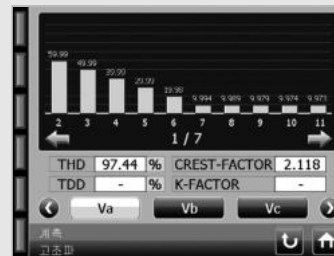 59.99 49.99 39.99 29.99 19.98 9.994 9.989 9.979 9.974 9.973
2 3 4 5 6 7 8 9 10 11
1 / 7
THD 97.44 % CREST-FACTOR 2.118
TDD - % K-FACTOR -
Va Vb Vc
계측
고조파